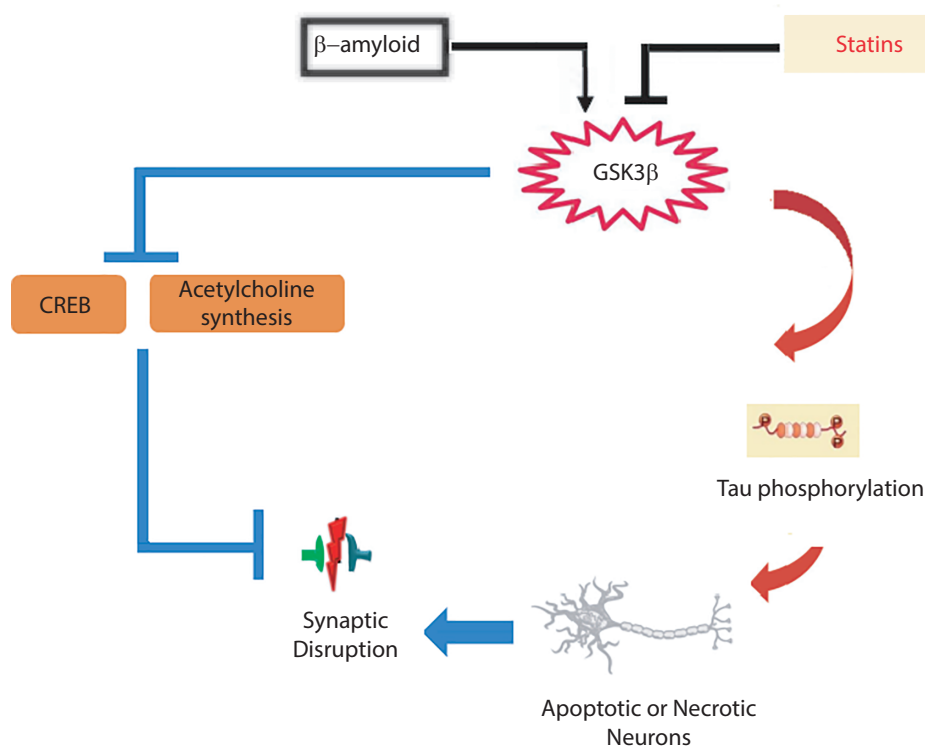 β–amyloid
Statins
GSK3β
CREB
Acetylcholine
synthesis
P
P
P
Tau phosphorylation
Synaptic
Disruption
Apoptotic or Necrotic
Neurons